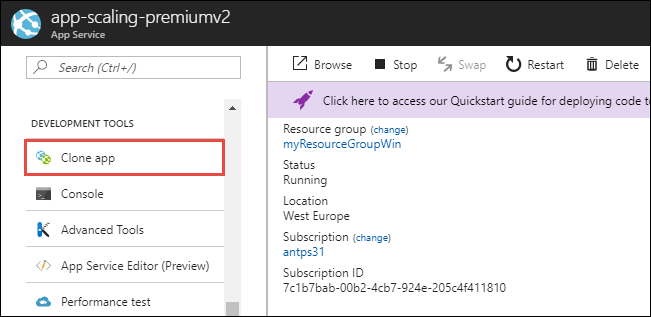 app-scaling-premiumv2
App Service
Search (Ctrl+/)
DEVELOPMENT TOOLS
Clone app
Console
Advanced Tools
App Service Editor (Preview)
Performance test
Browse
Stop
Swap
Restart
Delete
Click here to access our Quickstart guide for deploying code to
Resource group (change)
myResourceGroupWin
Status
Running
Location
West Europe
Subscription (change)
antps31
Subscription ID
7c1b7bab-00b2-4cb7-924e-205c4f411810